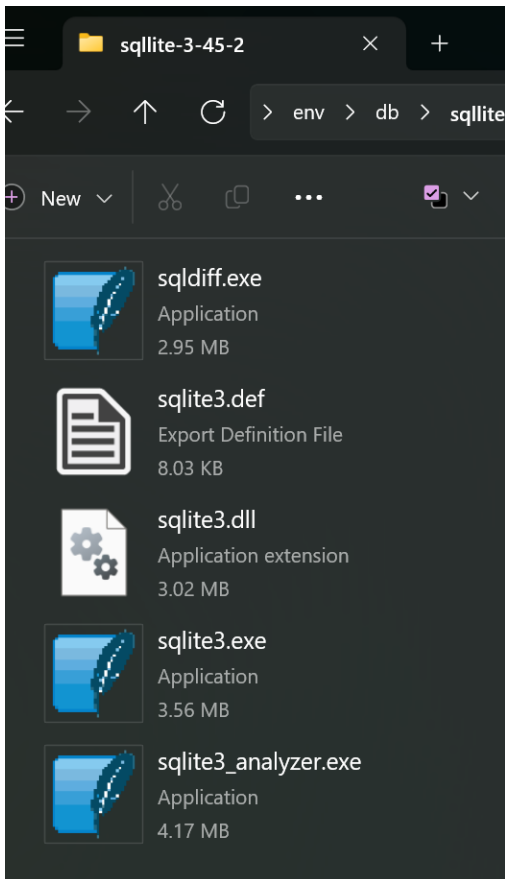 sqllite-3-45-2
env db sqllite
New
sqldiff.exe
Application
2.95 MB
sqlite3.def
Export Definition File
8.03 KB
sqlite3.dll
Application extension
3.02 MB
sqlite3.exe
Application
3.56 MB
sqlite3_analyzer.exe
Application
4.17 MB